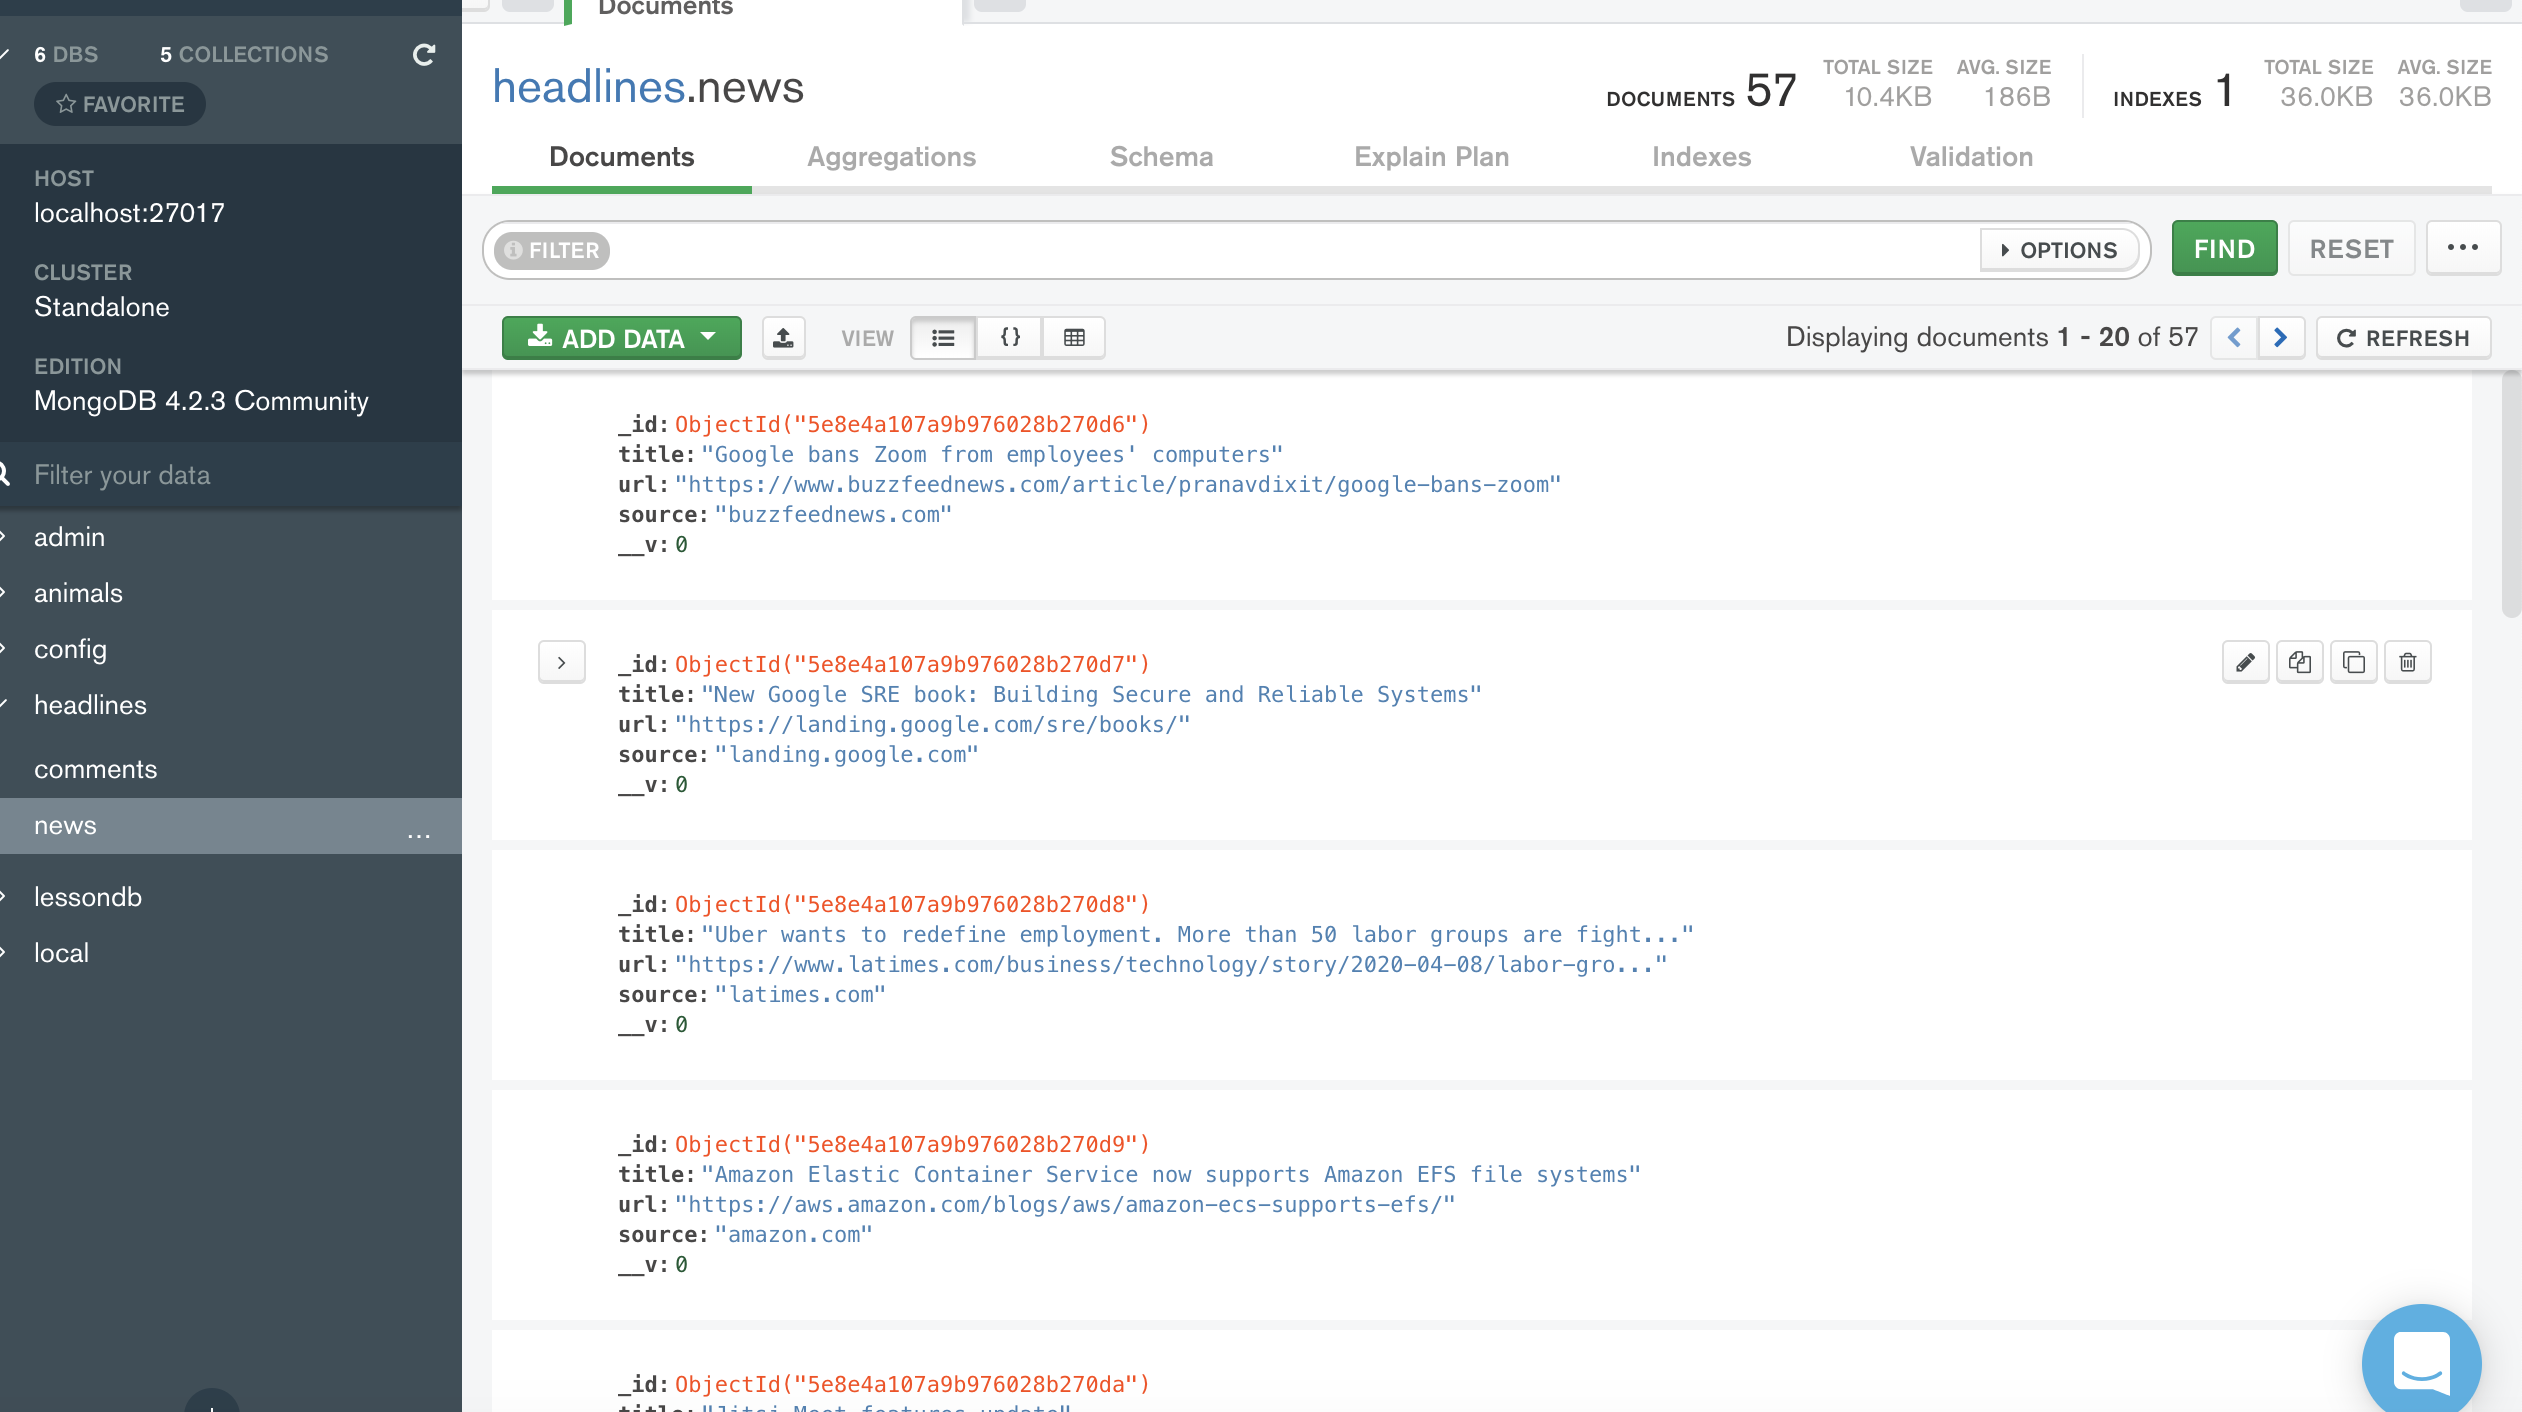 Documents
6 DBS 5 COLLECTIONS
FAVORITE
HOST
localhost:27017
CLUSTER
Standalone
EDITION
MongoDB 4.2.3 Community
Filter your data
admin
animals
config
headlines
comments
news ...
lessondb
local
headlines.news
DOCUMENTS 57
TOTAL SIZE
10.4KB
AVG. SIZE
186B
INDEXES 1
TOTAL SIZE
36.0KB
AVG. SIZE
36.0KB
Documents Aggregations Schema Explain Plan Indexes Validation
FILTER OPTIONS FIND RESET ...
ADD DATA VIEW {} Displaying documents 1 - 20 of 57 REFRESH
_id: ObjectId("5e8e4a107a9b976028b270d6")
title: "Google bans Zoom from employees' computers"
url: "https://www.buzzfeednews.com/article/pranavdixit/google-bans-zoom"
source: "buzzfeednews.com"
__v: 0
_id: ObjectId("5e8e4a107a9b976028b270d7")
title: "New Google SRE book: Building Secure and Reliable Systems"
url: "https://landing.google.com/sre/books/"
source: "landing.google.com"
__v: 0
_id: ObjectId("5e8e4a107a9b976028b270d8")
title: "Uber wants to redefine employment. More than 50 labor groups are fight..."
url: "https://www.latimes.com/business/technology/story/2020-04-08/labor-gro..."
source: "latimes.com"
__v: 0
_id: ObjectId("5e8e4a107a9b976028b270d9")
title: "Amazon Elastic Container Service now supports Amazon EFS file systems"
url: "https://aws.amazon.com/blogs/aws/amazon-ecs-supports-efs/"
source: "amazon.com"
__v: 0
_id: ObjectId("5e8e4a107a9b976028b270da")
title: "Jitsi Meet features update"